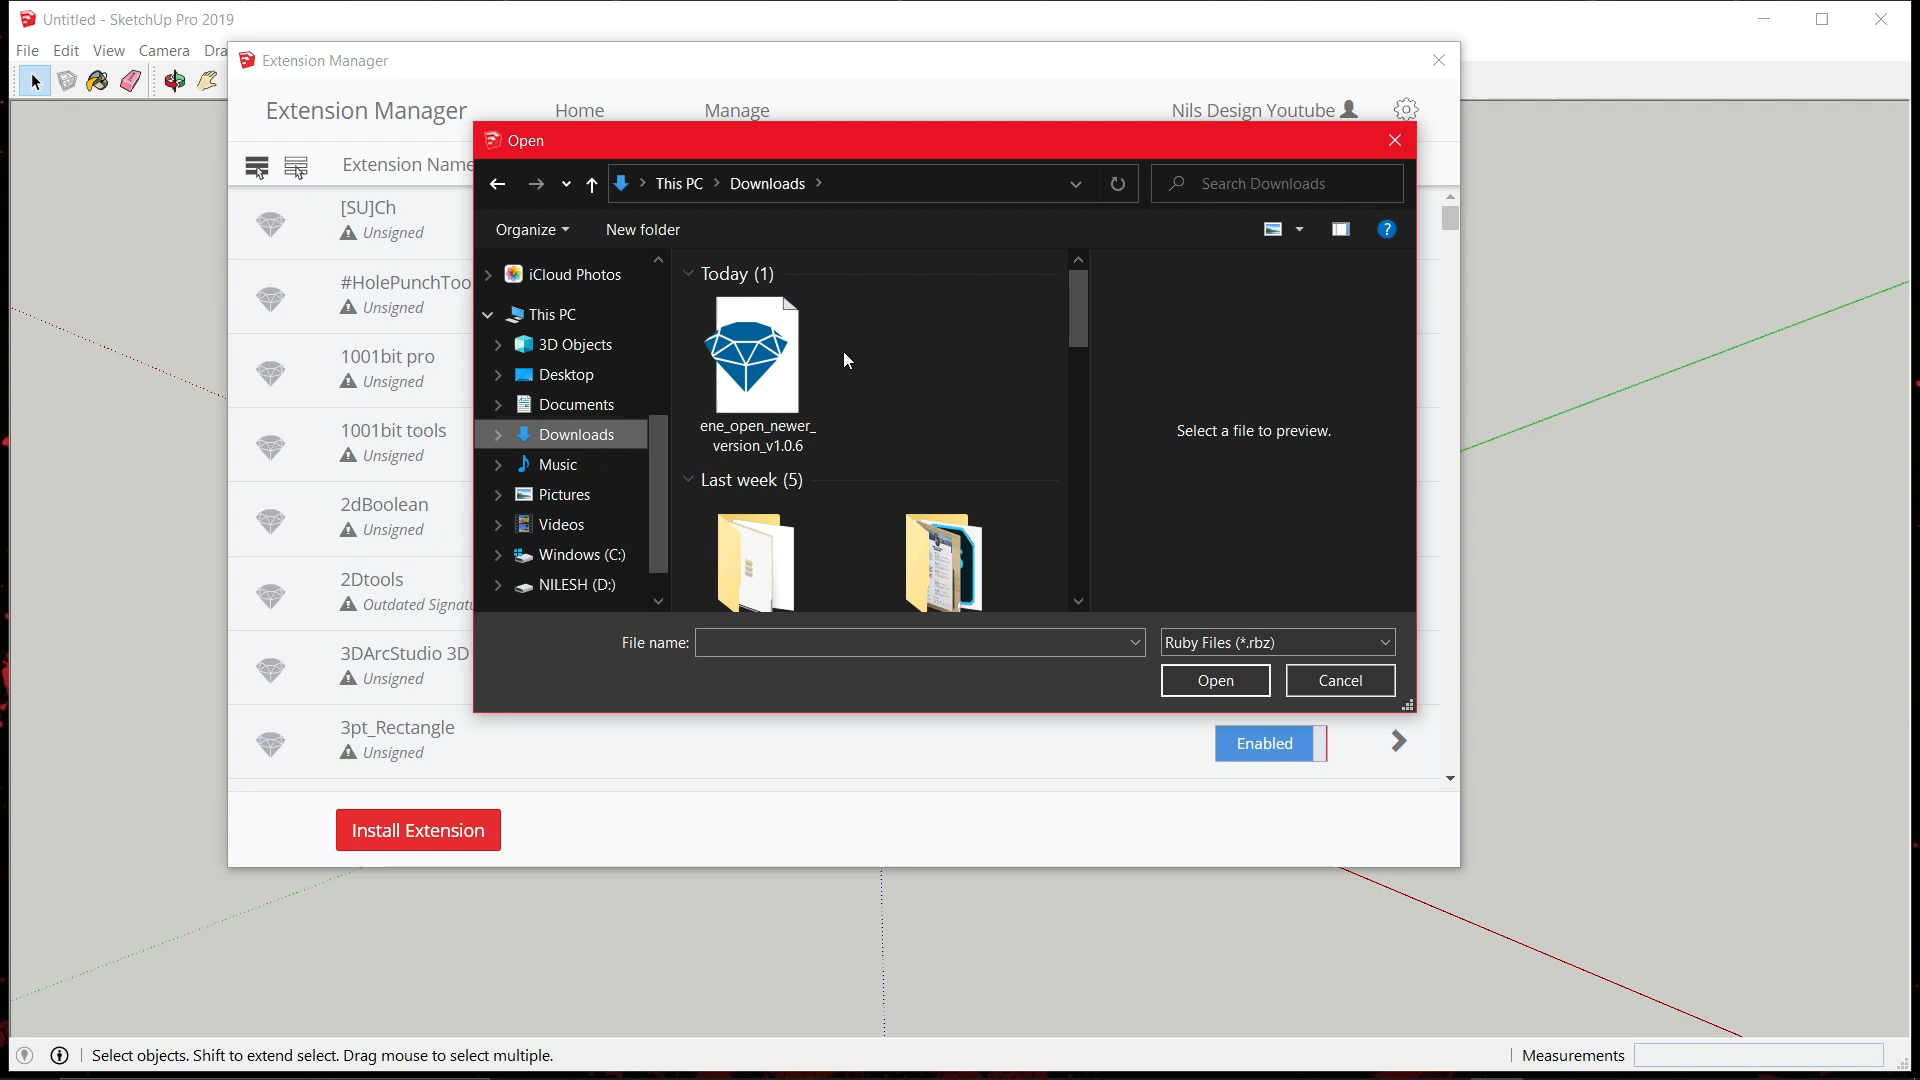 Untitled - SketchUp Pro 2019
File Edit View Camera Dra
Extension Manager
Extension Manager Home Manage Nils Design Youtube
Extension Name
[SU]Ch
Unsigned
#HolePunchToo
Unsigned
1001bit pro
Unsigned
1001bit tools
Unsigned
2dBoolean
Unsigned
2Dtools
Outdated Signatu
3DArcStudio 3D
Unsigned
3pt_Rectangle
Unsigned
Enabled
Install Extension
Open
This PC Downloads
Search Downloads
Organize New folder
?
iCloud Photos
This PC
3D Objects
Desktop
Documents
Downloads
Music
Pictures
Videos
Windows (C:)
NILESH (D:)
Today (1)
ene_open_newer_
version_v1.0.6
Last week (5)
Select a file to preview.
File name:
Ruby Files (*.rbz)
Open Cancel
Select objects. Shift to extend select. Drag mouse to select multiple.
Measurements